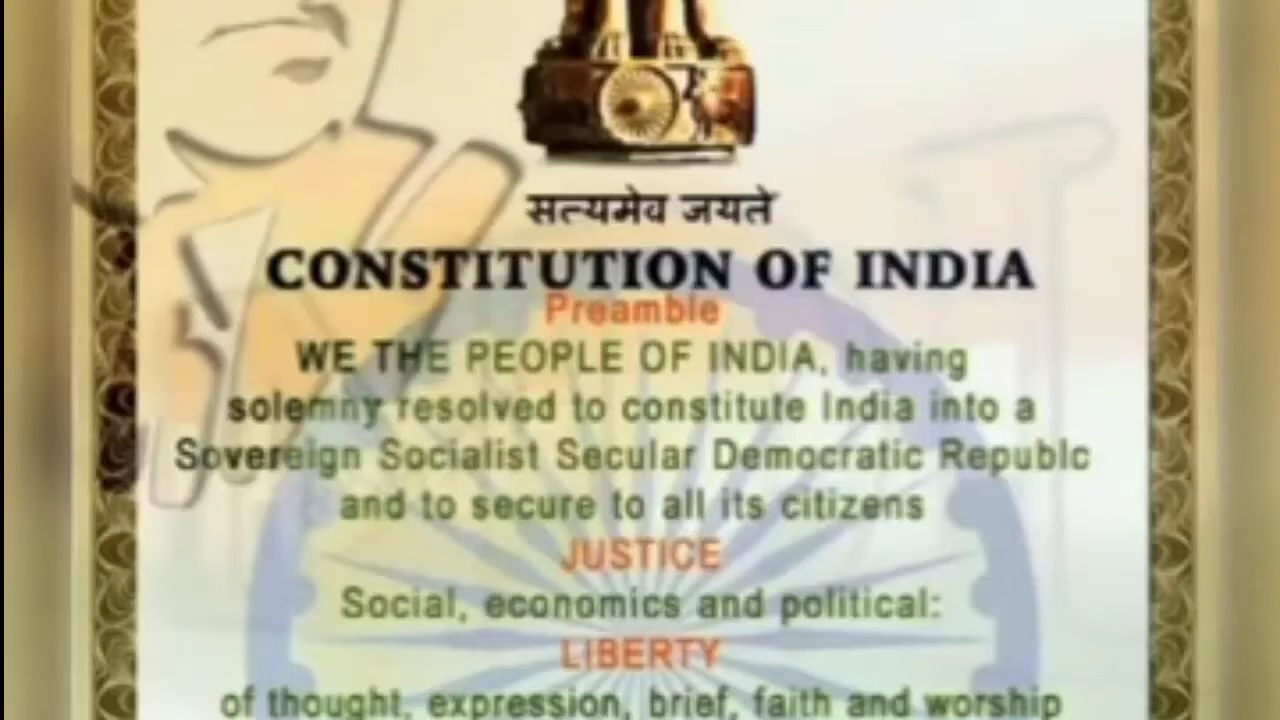 सत्यमेव जयते
CONSTITUTION OF INDIA
Preamble
WE THE PEOPLE OF INDIA, having
solemny resolved to constitute India into a
Sovereign Socialist Secular Democratic Republc
and to secure to all its citizens
JUSTICE
Social, economics and political:
LIBERTY
of thought, expression, brief, faith and worship